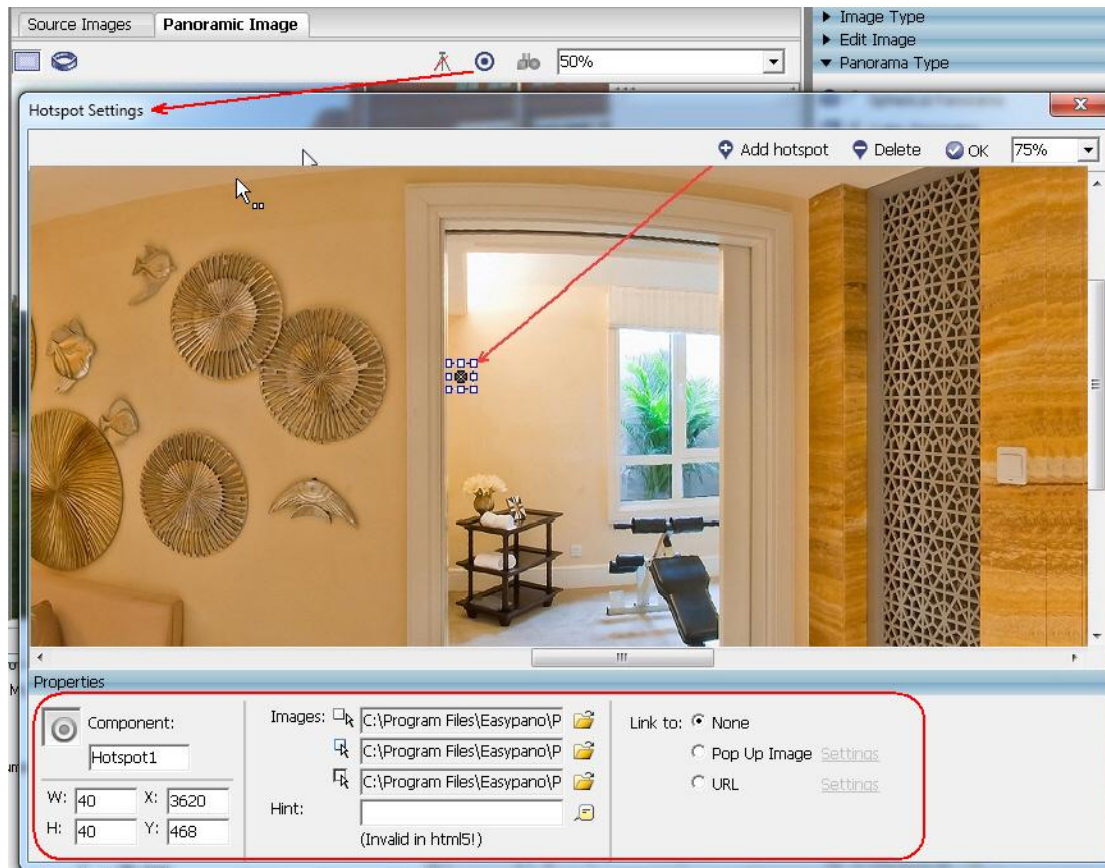 Source Images Panoramic Image
Image Type
Edit Image
50% Panorama Type
Hotspot Settings
Add hotspot Delete OK 75%
Properties
Component: Images: C:\Program Files\Easypano\P Link to: None
Hotspot1 C:\Program Files\Easypano\P Pop Up Image Settings
C:\Program Files\Easypano\P URL Settings
W: 40 X: 3620 Hint:
H: 40 Y: 468 (Invalid in html5!)